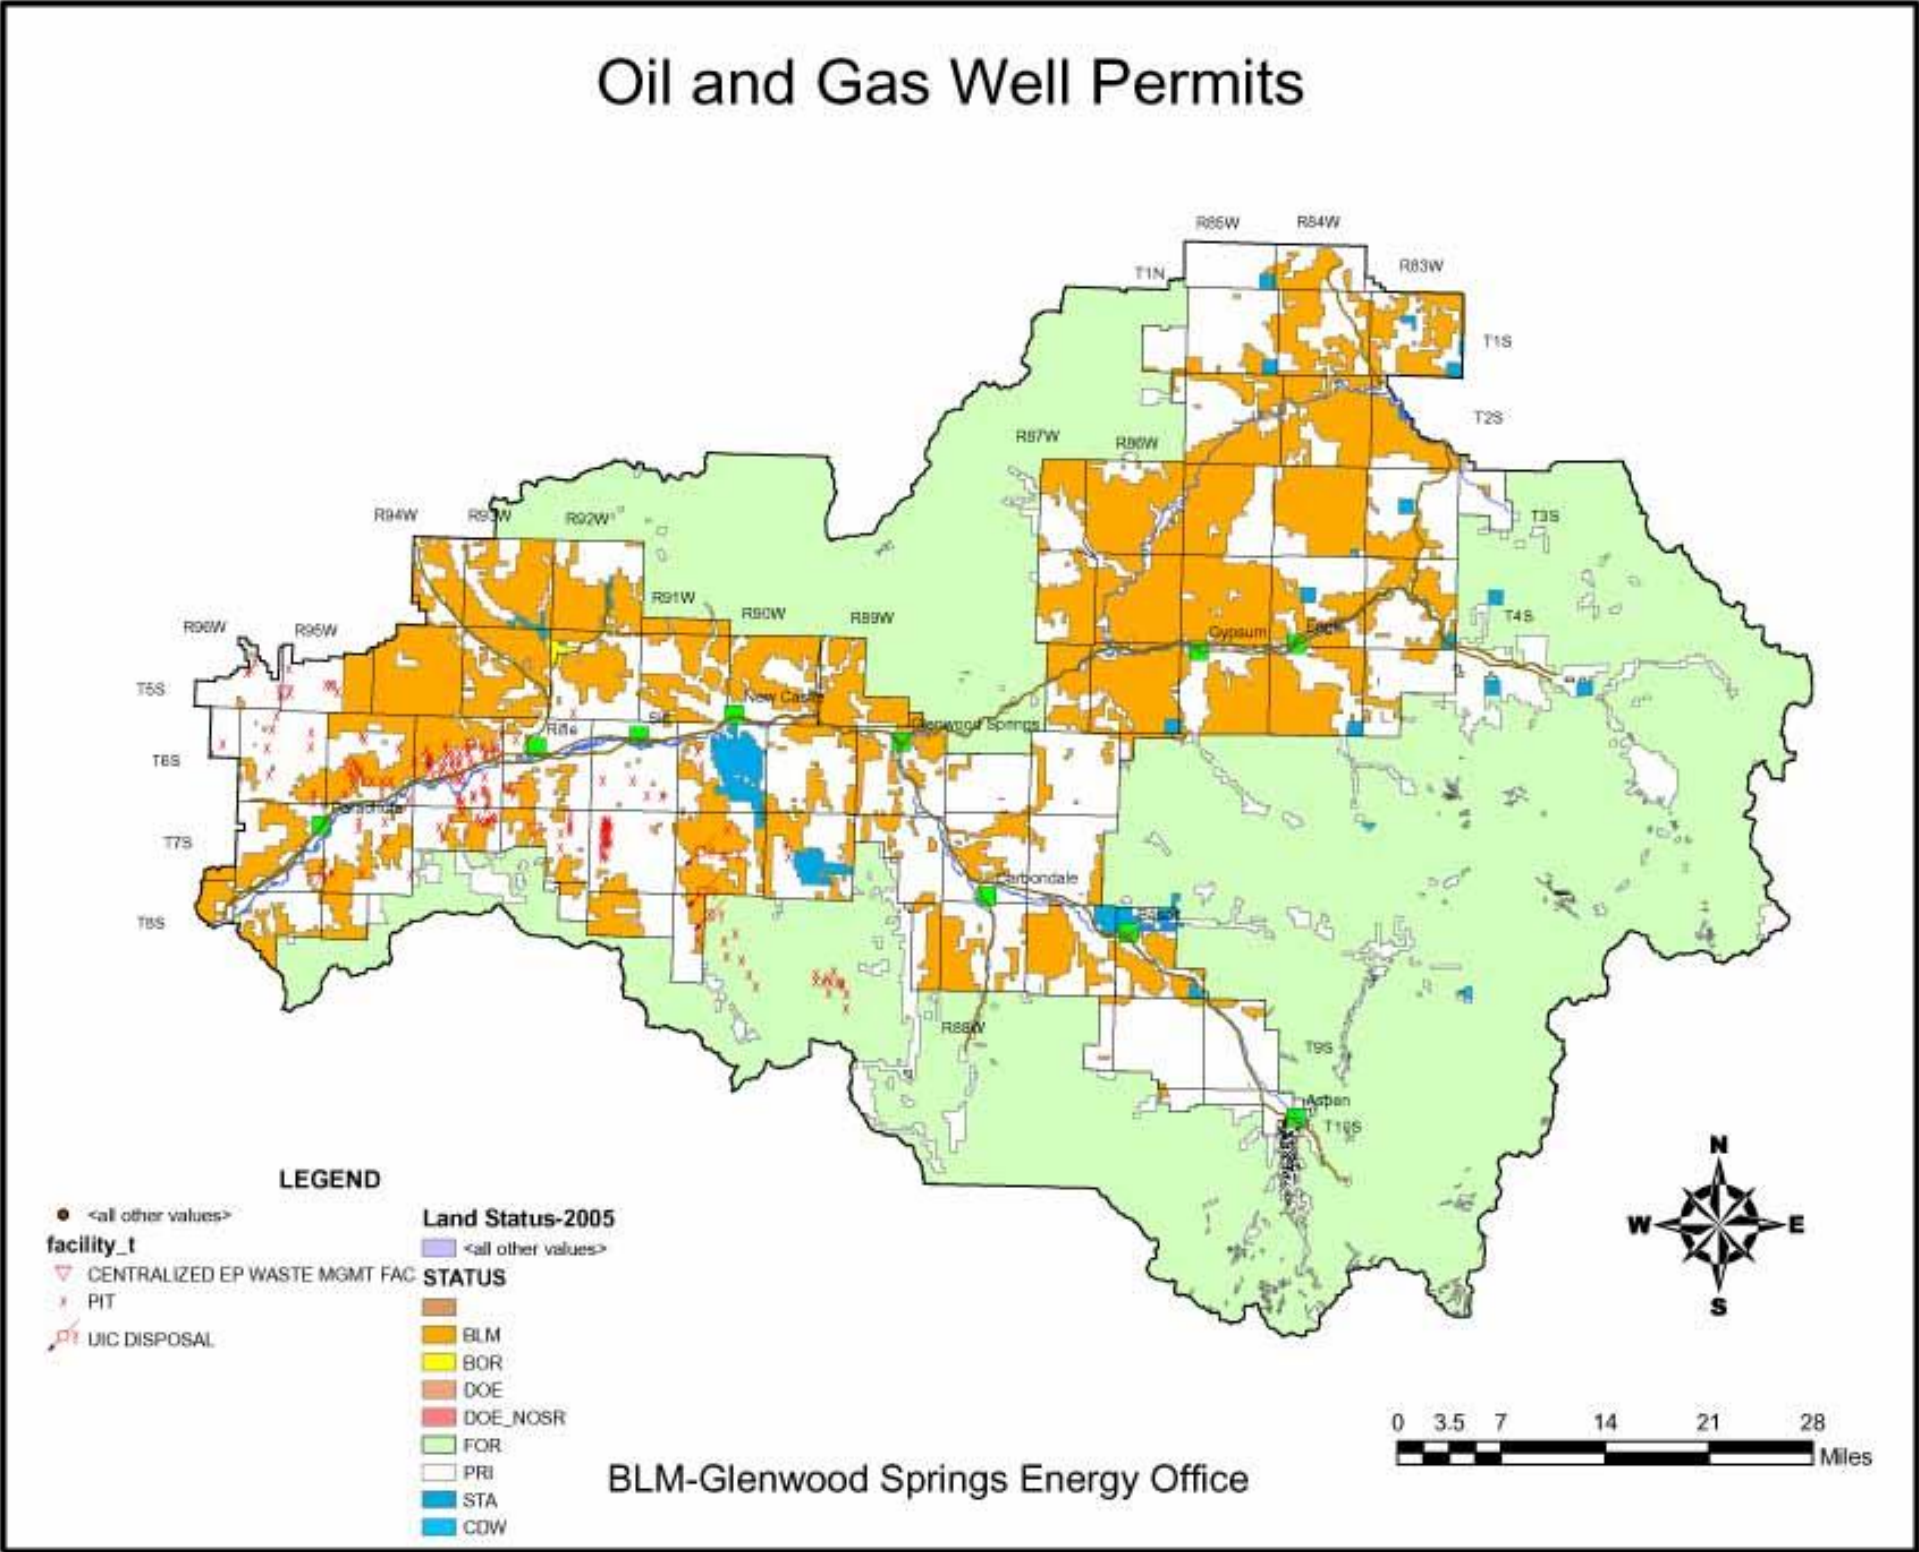 Oil and Gas Well Permits
R85W
R84W
R83W
T1N
T1S
T2S
R87W
R86W
R94W
R93W
R92W
T3S
R91W
R90W
R89W
R96W
R95W
T4S
Gypsum
Eagle
T5S
New Castle
Silt
Rifle
Glenwood Springs
T6S
Parachute
T7S
Carbondale
T8S
Basalt
R88W
T9S
Aspen
T10S
LEGEND
<all other values>
facility_t
CENTRALIZED EP WASTE MGMT FAC
PIT
UIC DISPOSAL
Land Status-2005
<all other values>
STATUS
BLM
BOR
DOE
DOE_NOSR
FOR
PRI
STA
CDW
BLM-Glenwood Springs Energy Office
N
W E
S
0 3.5 7 14 21 28
Miles